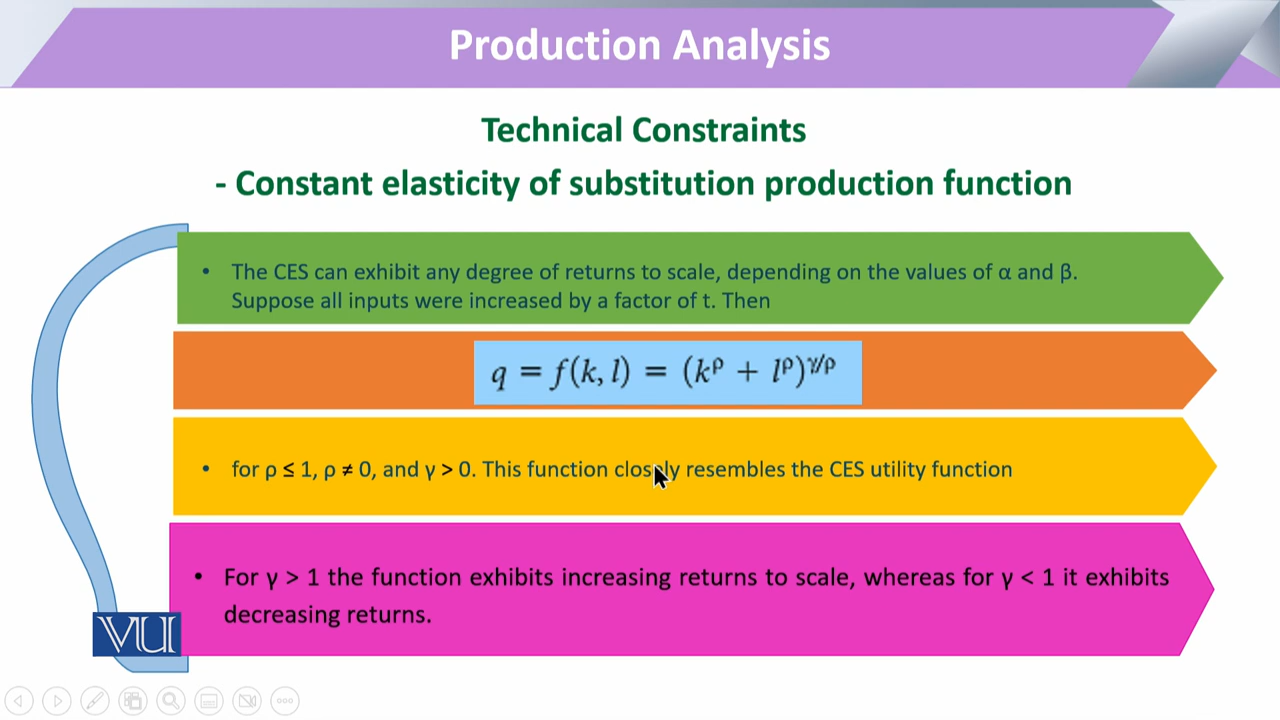 Production Analysis
Technical Constraints
- Constant elasticity of substitution production function
• The CES can exhibit any degree of returns to scale, depending on the values of α and β.
Suppose all inputs were increased by a factor of t. Then
q = f(k, l) = (k^ρ + l^ρ)^γ/ρ
• for ρ ≤ 1, ρ ≠ 0, and γ > 0. This function closely resembles the CES utility function
• For γ > 1 the function exhibits increasing returns to scale, whereas for γ < 1 it exhibits
decreasing returns.
VU